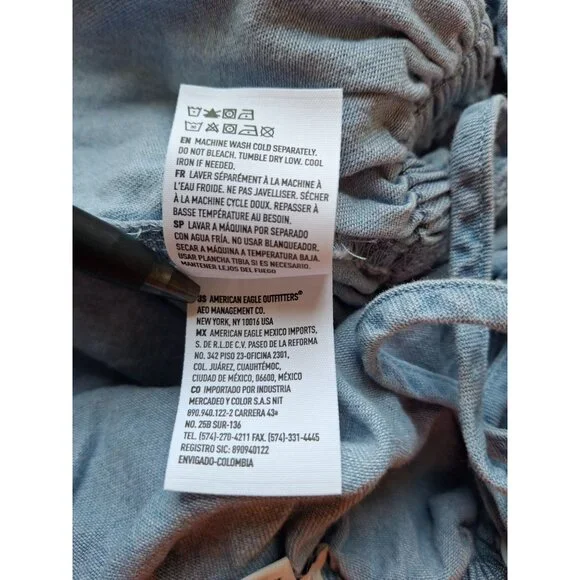 EN MACHINE WASH COLD SEPARATELY.
DO NOT BLEACH. TUMBLE DRY LOW. COOL
IRON IF NEEDED.
FR LAVER SÉPARÉMENT À LA MACHINE À
L'EAU FROIDE. NE PAS JAVELLISER. SÉCHER
À LA MACHINE CYCLE DOUX. REPASSER À
BASSE TEMPÉRATURE AU BESOIN.
SP LAVAR A MÁQUINA POR SEPARADO
CON AGUA FRÍA. NO USAR BLANQUEADOR.
SECAR A MÁQUINA A TEMPERATURA BAJA.
USAR PLANCHA TIBIA SI ES NECESARIO.
MANTENER LEJOS DEL FUEGO
US AMERICAN EAGLE OUTFITTERS®
AEO MANAGEMENT CO.
NEW YORK, NY 10016 USA
MX AMERICAN EAGLE MEXICO IMPORTS,
S. DE R.L.DE C.V. PASEO DE LA REFORMA
NO. 342 PISO 23-OFICINA 2301,
COL. JUÁREZ, CUAUHTÉMOC,
CIUDAD DE MÉXICO, 06600, MÉXICO
CO IMPORTADO POR INDUSTRIA
MERCADEO Y COLOR S.A.S NIT
890.940.122-2 CARRERA 43ª
NO. 25B SUR-136
TEL. (574)-270-4211 FAX. (574)-331-4445
REGISTRO SIC: 890940122
ENVIGADO-COLOMBIA